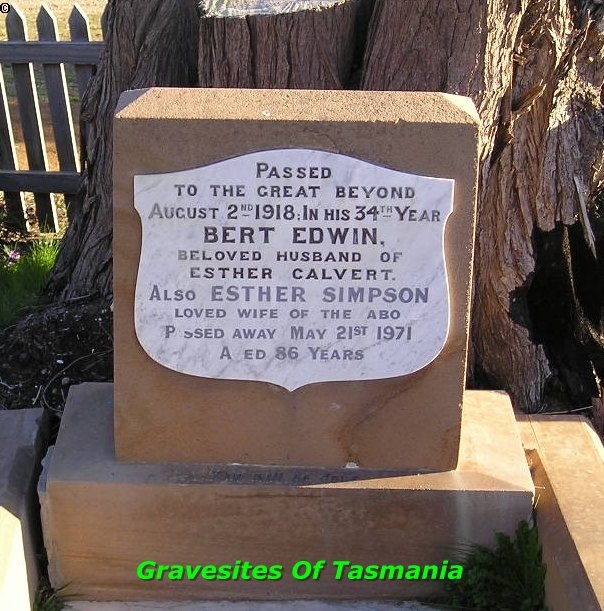 ©
PASSED
TO THE GREAT BEYOND
AUGUST 2ND 1918, IN HIS 34TH YEAR
BERT EDWIN,
BELOVED HUSBAND OF
ESTHER CALVERT.
ALSO ESTHER SIMPSON
LOVED WIFE OF THE ABO
P SSED AWAY MAY 21ST 1971
A ED 86 YEARS
Gravesites Of Tasmania